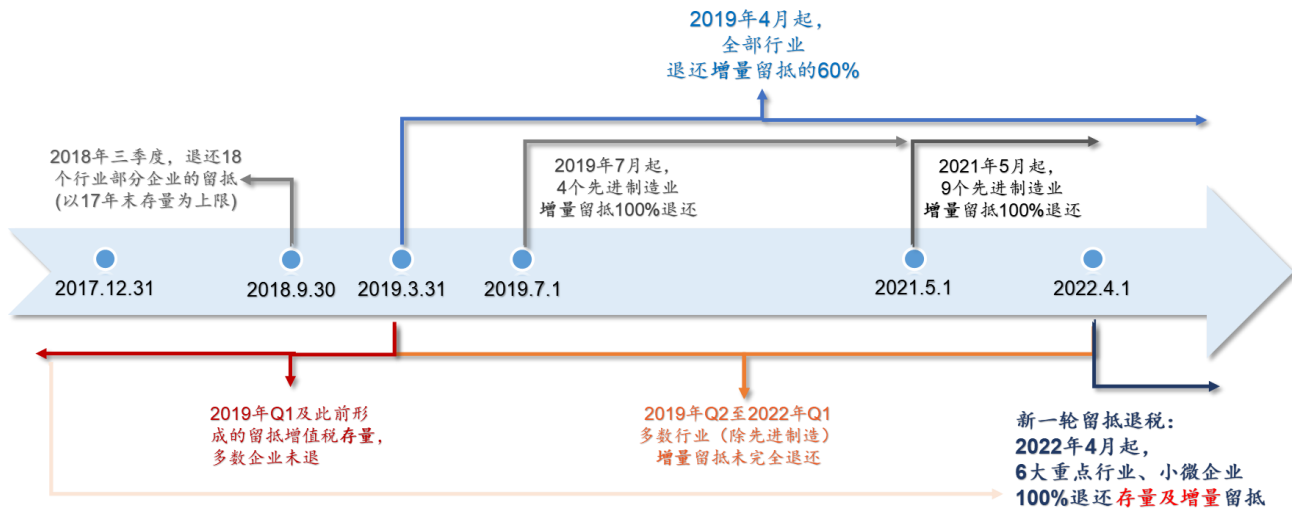 2019年4月起，
全部行业
退还增量留抵的60%
2018年三季度，退还18
个行业部分企业的留抵
(以17年末存量为上限)
2019年7月起，
4个先进制造业
增量留抵100%退还
2021年5月起，
9个先进制造业
增量留抵100%退还
2017.12.31
2018.9.30
2019.3.31
2019.7.1
2021.5.1
2022.4.1
2019年Q1及此前形
成的留抵增值税存量，
多数企业未退
2019年Q2至2022年Q1
多数行业（除先进制造）
增量留抵未完全退还
新一轮留抵退税：
2022年4月起，
6大重点行业、小微企业
100%退还存量及增量留抵